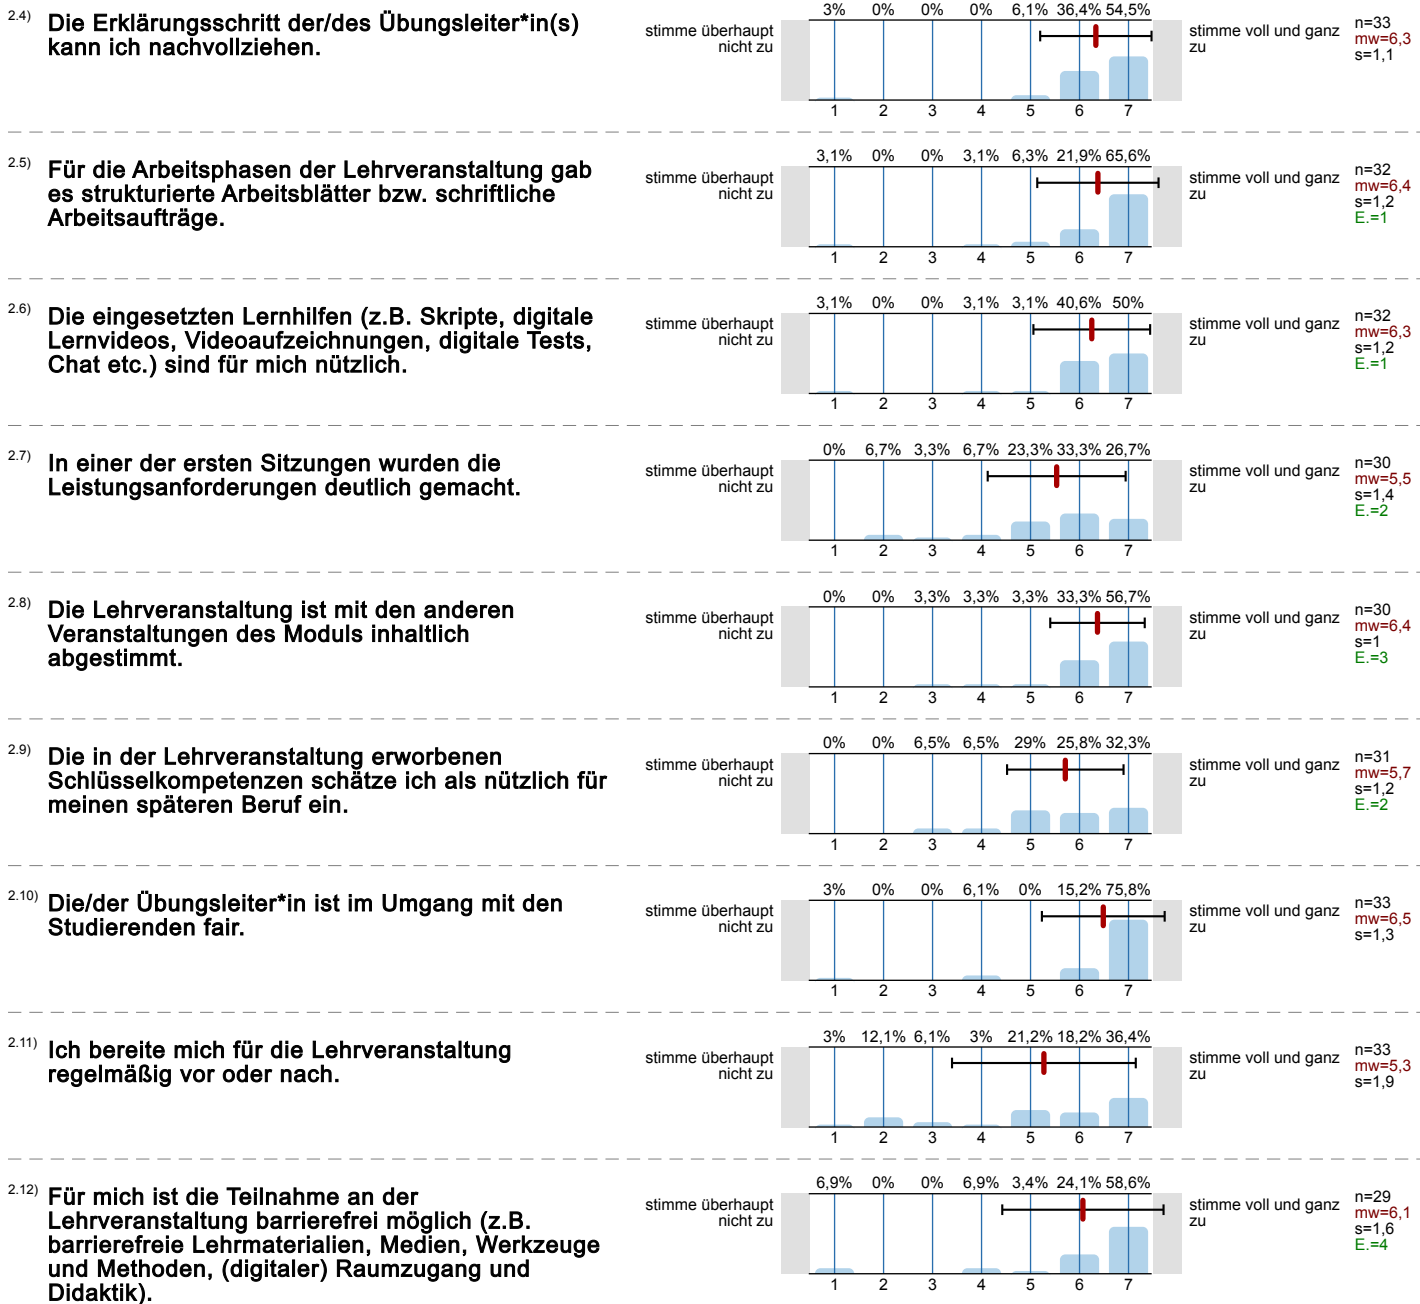 2.4) Die Erklärungsschritt der/des Übungsleiter*in(s)
kann ich nachvollziehen.
stimme überhaupt
nicht zu
3% 0% 0% 0% 6,1% 36,4% 54,5%
1 2 3 4 5 6 7
stimme voll und ganz
zu
n=33
mw=6,3
s=1,1
2.5) Für die Arbeitsphasen der Lehrveranstaltung gab
es strukturierte Arbeitsblätter bzw. schriftliche
Arbeitsaufträge.
stimme überhaupt
nicht zu
3,1% 0% 0% 3,1% 6,3% 21,9% 65,6%
1 2 3 4 5 6 7
stimme voll und ganz
zu
n=32
mw=6,4
s=1,2
E.=1
2.6) Die eingesetzten Lernhilfen (z.B. Skripte, digitale
Lernvideos, Videoaufzeichnungen, digitale Tests,
Chat etc.) sind für mich nützlich.
stimme überhaupt
nicht zu
3,1% 0% 0% 3,1% 3,1% 40,6% 50%
1 2 3 4 5 6 7
stimme voll und ganz
zu
n=32
mw=6,3
s=1,2
E.=1
2.7) In einer der ersten Sitzungen wurden die
Leistungsanforderungen deutlich gemacht.
stimme überhaupt
nicht zu
0% 6,7% 3,3% 6,7% 23,3% 33,3% 26,7%
1 2 3 4 5 6 7
stimme voll und ganz
zu
n=30
mw=5,5
s=1,4
E.=2
2.8) Die Lehrveranstaltung ist mit den anderen
Veranstaltungen des Moduls inhaltlich
abgestimmt.
stimme überhaupt
nicht zu
0% 0% 3,3% 3,3% 3,3% 33,3% 56,7%
1 2 3 4 5 6 7
stimme voll und ganz
zu
n=30
mw=6,4
s=1
E.=3
2.9) Die in der Lehrveranstaltung erworbenen
Schlüsselkompetenzen schätze ich als nützlich für
meinen späteren Beruf ein.
stimme überhaupt
nicht zu
0% 0% 6,5% 6,5% 29% 25,8% 32,3%
1 2 3 4 5 6 7
stimme voll und ganz
zu
n=31
mw=5,7
s=1,2
E.=2
2.10) Die/der Übungsleiter*in ist im Umgang mit den
Studierenden fair.
stimme überhaupt
nicht zu
3% 0% 0% 6,1% 0% 15,2% 75,8%
1 2 3 4 5 6 7
stimme voll und ganz
zu
n=33
mw=6,5
s=1,3
2.11) Ich bereite mich für die Lehrveranstaltung
regelmäßig vor oder nach.
stimme überhaupt
nicht zu
3% 12,1% 6,1% 3% 21,2% 18,2% 36,4%
1 2 3 4 5 6 7
stimme voll und ganz
zu
n=33
mw=5,3
s=1,9
2.12) Für mich ist die Teilnahme an der
Lehrveranstaltung barrierefrei möglich (z.B.
barrierefreie Lehrmaterialien, Medien, Werkzeuge
und Methoden, (digitaler) Raumzugang und
Didaktik).
stimme überhaupt
nicht zu
6,9% 0% 0% 6,9% 3,4% 24,1% 58,6%
1 2 3 4 5 6 7
stimme voll und ganz
zu
n=29
mw=6,1
s=1,6
E.=4